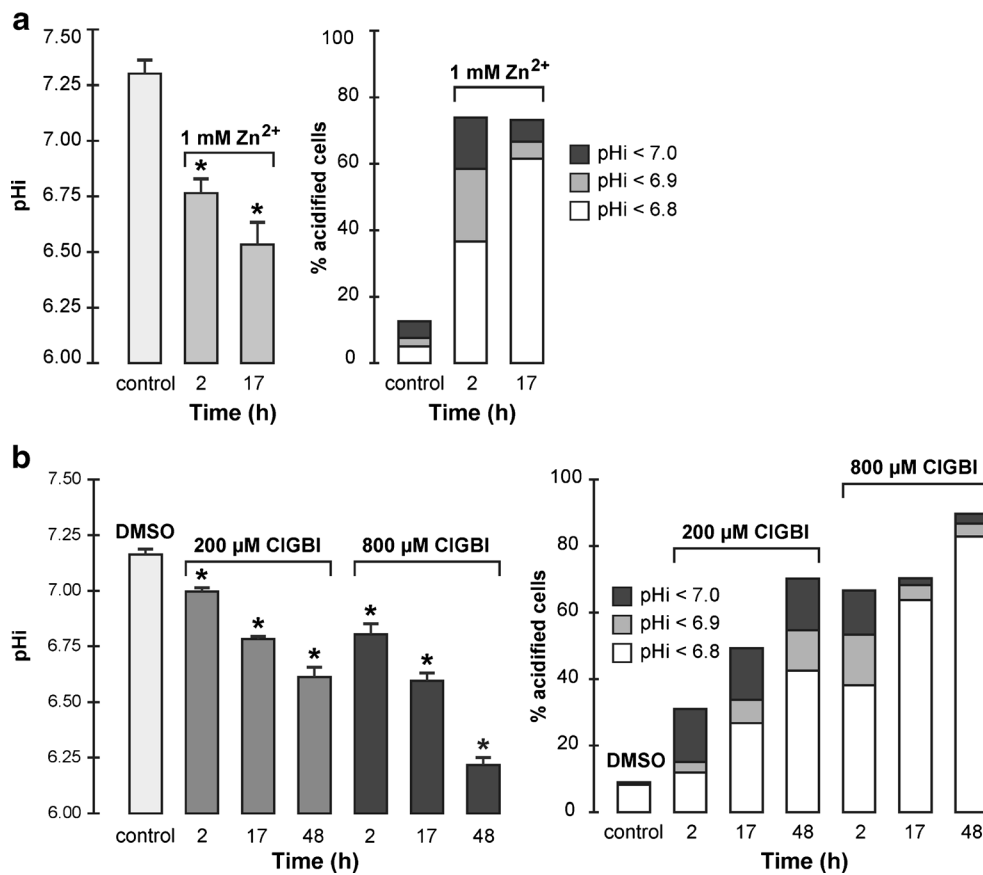 a
pHi
7.50
7.25
7.00
6.75
6.50
6.25
6.00
1 mM Zn2+
*
*
control 2 17
Time (h)
% acidified cells
100
80
60
40
20
0
1 mM Zn2+
pHi < 7.0
pHi < 6.9
pHi < 6.8
control 2 17
Time (h)
b
pHi
7.50
7.25
7.00
6.75
6.50
6.25
6.00
DMSO
200 µM ClGBI
800 µM ClGBI
*
*
*
*
*
*
control 2 17 48 2 17 48
Time (h)
% acidified cells
100
80
60
40
20
0
800 µM ClGBI
200 µM ClGBI
pHi < 7.0
pHi < 6.9
pHi < 6.8
DMSO
control 2 17 48 2 17 48
Time (h)